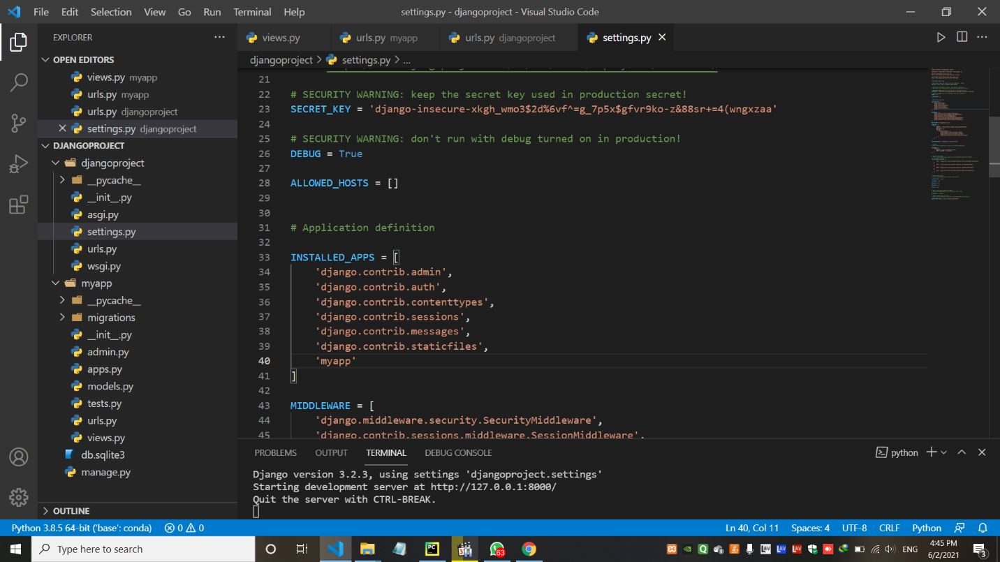 File Edit Selection View Go Run Terminal Help
settings.py - djangoproject - Visual Studio Code
EXPLORER
OPEN EDITORS
views.py myapp
urls.py myapp
urls.py djangoproject
settings.py djangoproject
DJANGOPROJECT
djangoproject
__pycache__
__init__.py
asgi.py
settings.py
urls.py
wsgi.py
myapp
__pycache__
migrations
__init__.py
admin.py
apps.py
models.py
tests.py
urls.py
views.py
db.sqlite3
manage.py
OUTLINE
views.py
urls.py myapp
urls.py djangoproject
settings.py
djangoproject > settings.py > ...
21
22 # SECURITY WARNING: keep the secret key used in production secret!
23 SECRET_KEY = 'django-insecure-xkgh_wmo3$2d%6vf^=g_7p5x$gfvr9ko-z&88sr+=4(wngxzaa'
24
25 # SECURITY WARNING: don't run with debug turned on in production!
26 DEBUG = True
27
28 ALLOWED_HOSTS = []
29
30
31 # Application definition
32
33 INSTALLED_APPS = [
34 'django.contrib.admin',
35 'django.contrib.auth',
36 'django.contrib.contenttypes',
37 'django.contrib.sessions',
38 'django.contrib.messages',
39 'django.contrib.staticfiles',
40 'myapp'
41 ]
42
43 MIDDLEWARE = [
44 'django.middleware.security.SecurityMiddleware',
45 'django.contrib.sessions.middleware.SessionMiddleware',
PROBLEMS OUTPUT TERMINAL DEBUG CONSOLE
python
Django version 3.2.3, using settings 'djangoproject.settings'
Starting development server at http://127.0.0.1:8000/
Quit the server with CTRL-BREAK.
Python 3.8.5 64-bit ('base': conda) 0 0
Ln 40, Col 11 Spaces: 4 UTF-8 CRLF Python
Type here to search
PC
63
LAV LAV LAV
ENG
4:45 PM
6/2/2021
3